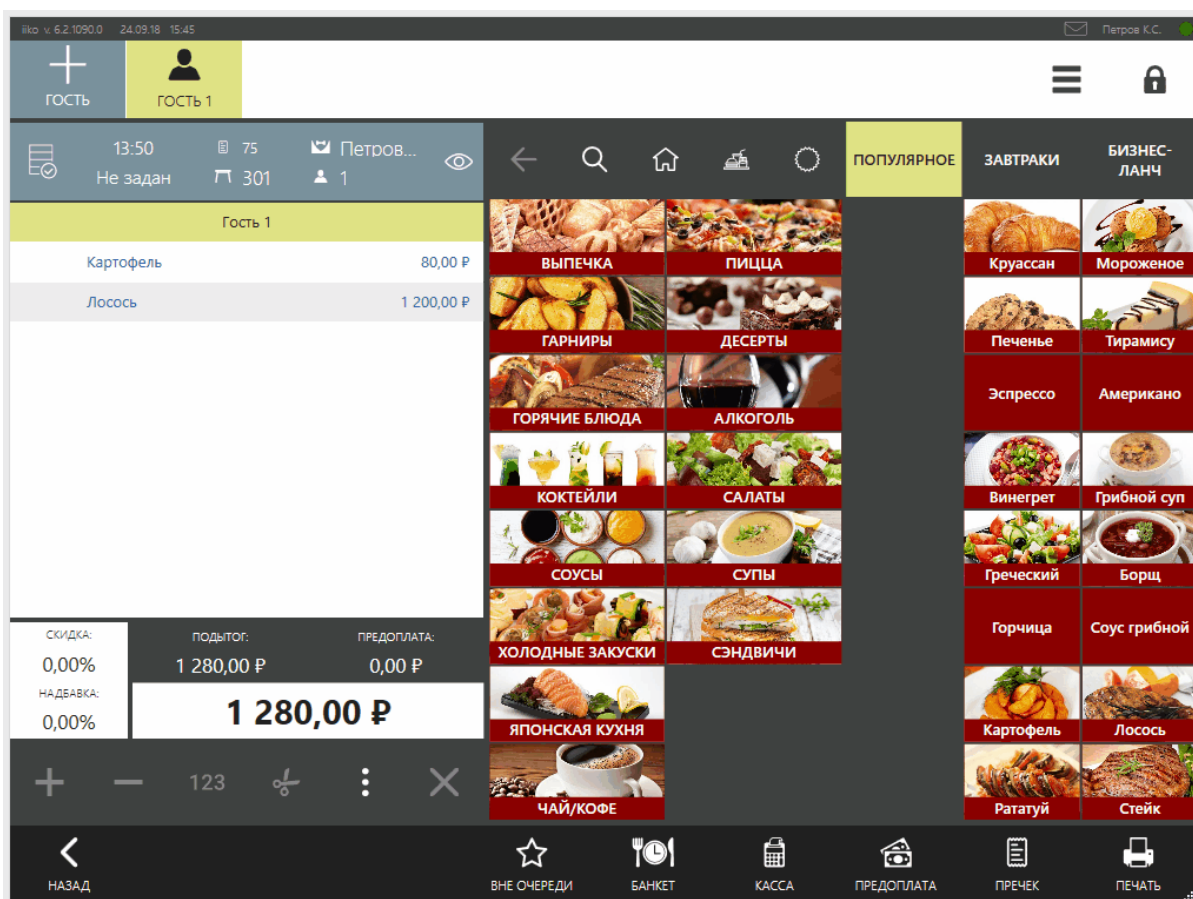 iiko v. 6.2.1090.0 24.09.18 15:45
Петров К.С.
ГОСТЬ
ГОСТЬ 1
13:50 75 Петров...
Не задан 301 1
ПОПУЛЯРНОЕ
ЗАВТРАКИ
БИЗНЕС-
ЛАНЧ
Гость 1
Картофель 80,00 ₽
Лосось 1 200,00 ₽
СКИДКА:
0,00%
ПОДЫТОГ:
1 280,00 ₽
ПРЕДОПЛАТА:
0,00 ₽
НАДБАВКА:
0,00%
1 280,00 ₽
123
ВЫПЕЧКА
ПИЦЦА
ГАРНИРЫ
ДЕСЕРТЫ
ГОРЯЧИЕ БЛЮДА
АЛКОГОЛЬ
КОКТЕЙЛИ
САЛАТЫ
СОУСЫ
СУПЫ
ХОЛОДНЫЕ ЗАКУСКИ
СЭНДВИЧИ
ЯПОНСКАЯ КУХНЯ
ЧАЙ/КОФЕ
Круассан
Мороженое
Печенье
Тирамису
Эспрессо
Американо
Винегрет
Грибной суп
Греческий
Борщ
Горчица
Соус грибной
Картофель
Лосось
Рататуй
Стейк
НАЗАД
ВНЕ ОЧЕРЕДИ
БАНКЕТ
КАССА
ПРЕДОПЛАТА
ПРЕЧЕК
ПЕЧАТЬ